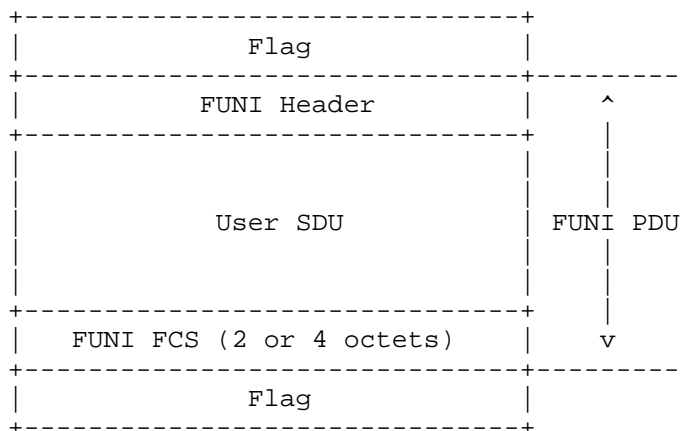 Flag
FUNI Header
User SDU
FUNI PDU
FUNI FCS (2 or 4 octets)
v
Flag